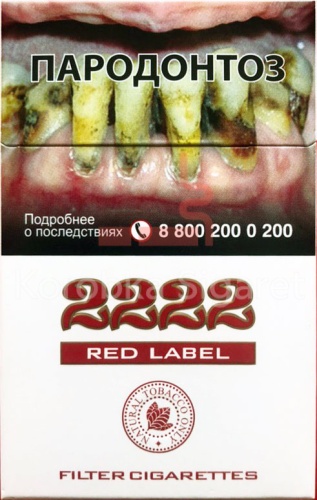 ПАРОДОНТОЗ
Подробнее
о последствиях 8 800 200 0 200
2222
RED LABEL
NATURAL TOBACCO ONLY
FILTER CIGARETTES